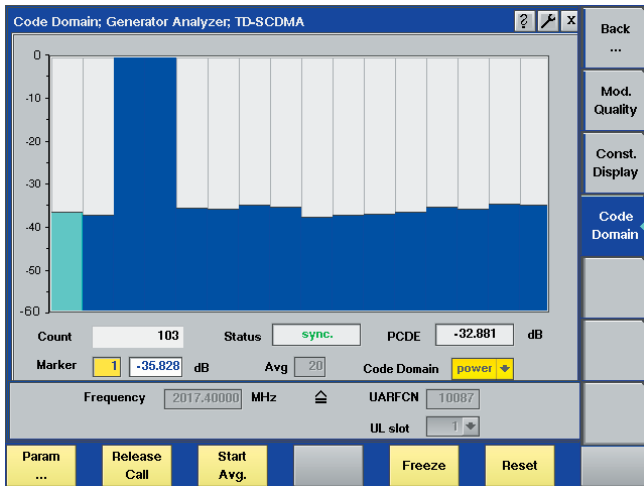 Code Domain; Generator Analyzer; TD-SCDMA ? x
Back
...
Mod.
Quality
Const.
Display
Code
Domain
0
-10
-20
-30
-40
-50
-60
Count 103 Status sync. PCDE -32.881 dB
Marker 1 -35.828 dB Avg 20 Code Domain power
Frequency 2017.40000 MHz ≙ UARFCN 10087
UL slot 1
Param
...
Release
Call
Start
Avg.
Freeze
Reset